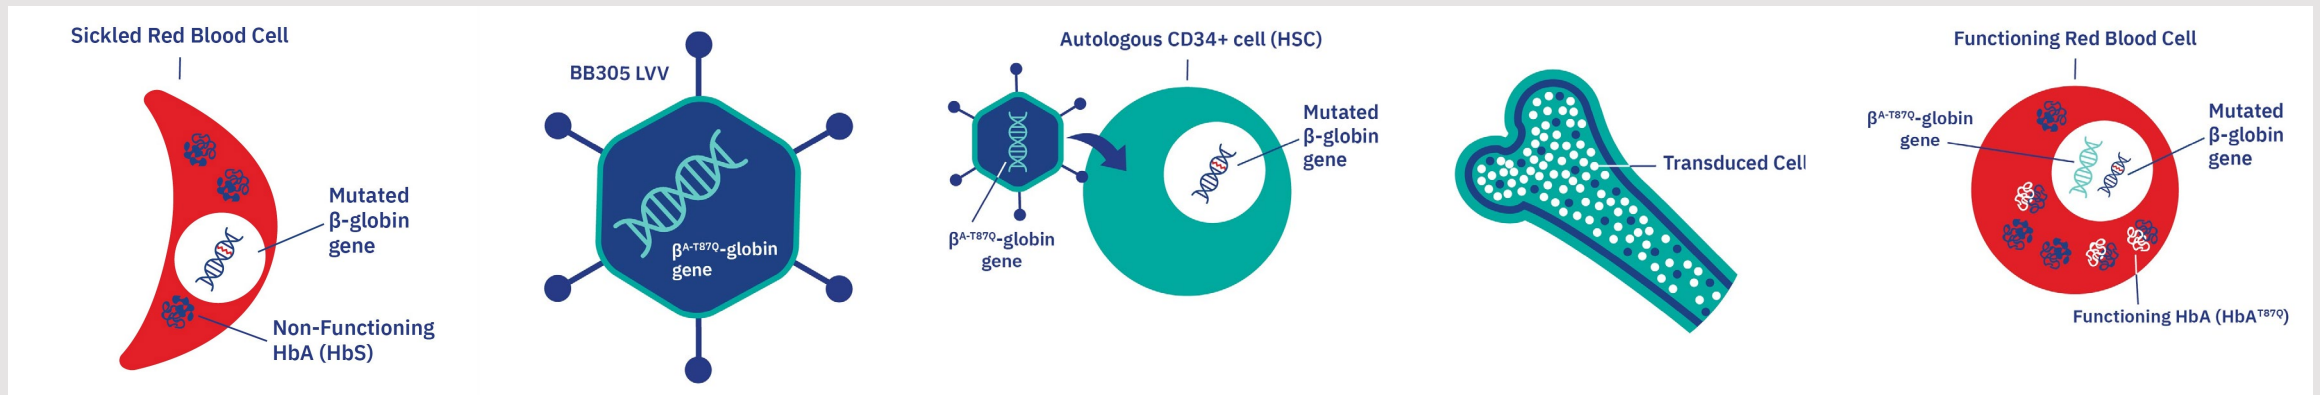 Sickled Red Blood Cell
Mutated
β-globin
gene
Non-Functioning
HbA (HbS)
BB305 LVV
βA-T87Q-globin
gene
Autologous CD34+ cell (HSC)
Mutated
β-globin
gene
βA-T87Q-globin
gene
Transduced Cell
Functioning Red Blood Cell
βA-T87Q-globin
gene
Mutated
β-globin
gene
Functioning HbA (HbAT87Q)